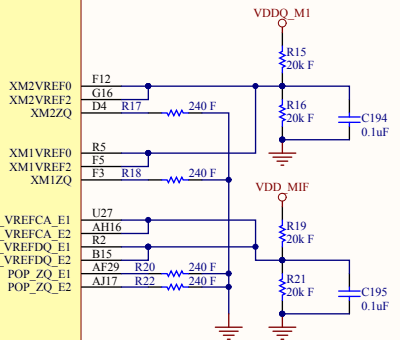 VDDQ_M1
R15
20k F
XM2VREF0 F12
XM2VREF2 G16
XM2ZQ D4 R17 240 F
R16
20k F
C194
0.1uF
XM1VREF0 R5
XM1VREF2 F5
XM1ZQ F3 R18 240 F
VDD_MIF
_VREFCA_E1 U27
_VREFCA_E2 AH16
_VREFDQ_E1 R2
_VREFDQ_E2 B15
R19
20k F
POP_ZQ_E1 AF29 R20 240 F
POP_ZQ_E2 AJ17 R22 240 F
R21
20k F
C195
0.1uF